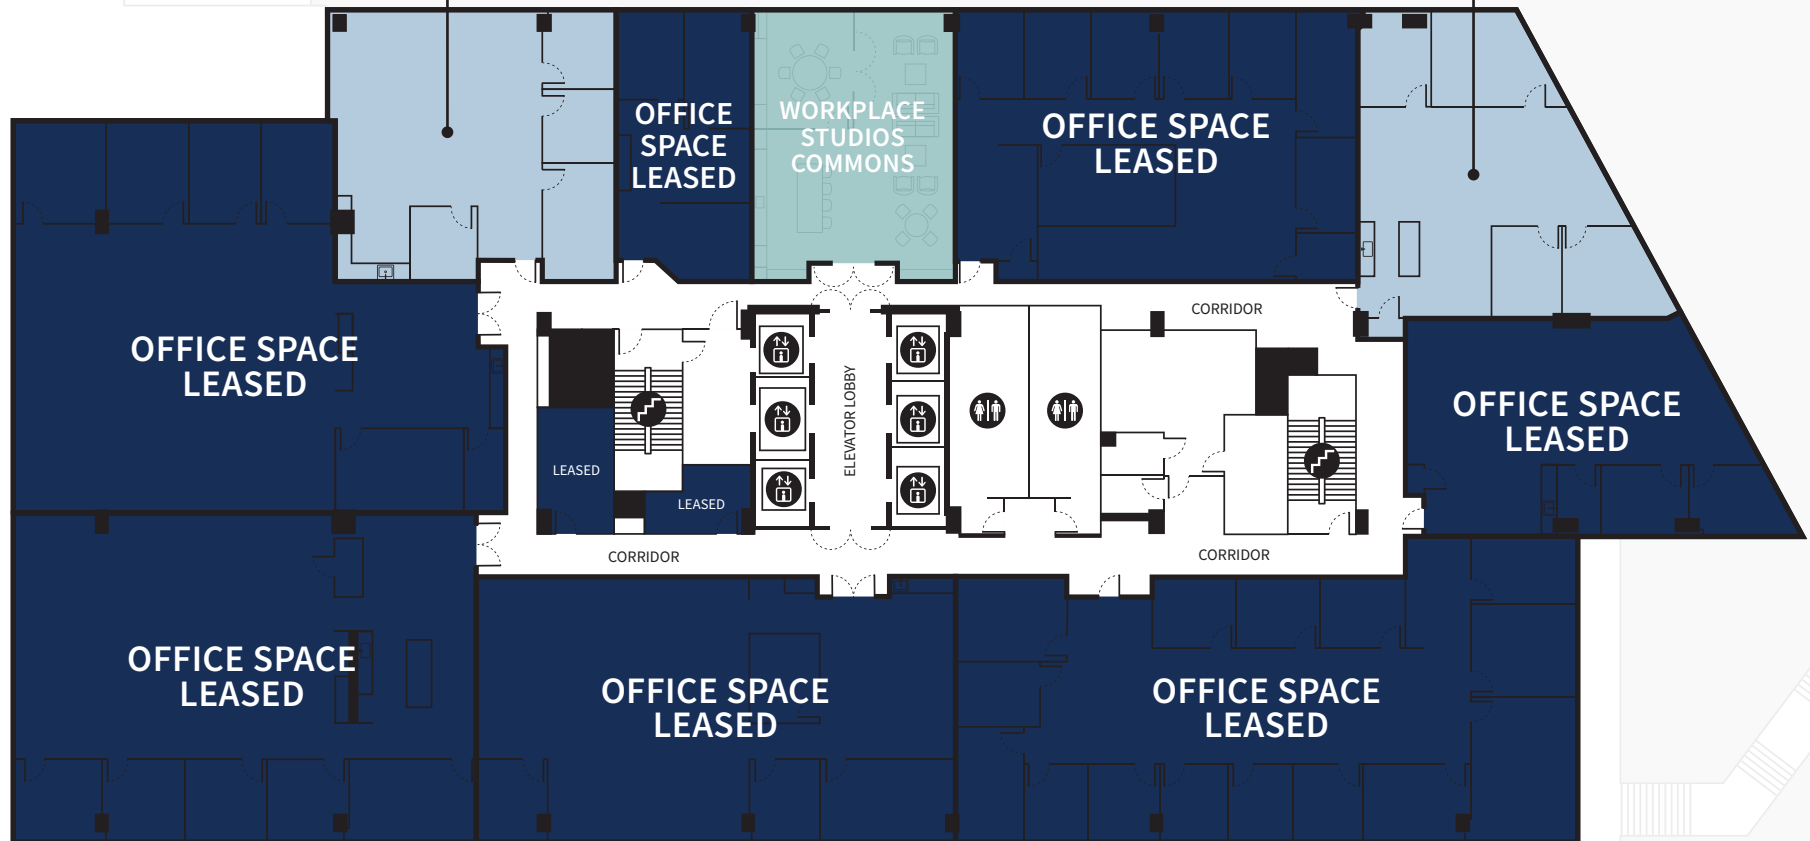 OFFICE
SPACE
LEASED
WORKPLACE
STUDIOS
COMMONS
OFFICE SPACE
LEASED
CORRIDOR
OFFICE SPACE
LEASED
ELEVATOR LOBBY
OFFICE SPACE
LEASED
LEASED
LEASED
CORRIDOR
CORRIDOR
OFFICE SPACE
LEASED
OFFICE SPACE
LEASED
OFFICE SPACE
LEASED